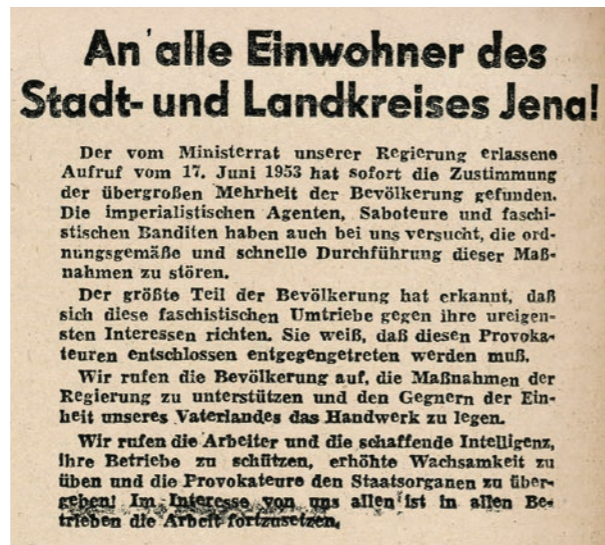 An alle Einwohner des
Stadt- und Landkreises Jena!
Der vom Ministerrat unserer Regierung erlassene
Aufruf vom 17. Juni 1953 hat sofort die Zustimmung
der übergroßen Mehrheit der Bevölkerung gefunden.
Die imperialistischen Agenten, Saboteure und faschi-
stischen Banditen haben auch bei uns versucht, die ord-
nungsgemäße und schnelle Durchführung dieser Maß-
nahmen zu stören.
Der größte Teil der Bevölkerung hat erkannt, daß
sich diese faschistischen Umtriebe gegen ihre ureigen-
sten Interessen richten. Sie weiß, daß diesen Provoka-
teuren entschlossen entgegengetreten werden muß.
Wir rufen die Bevölkerung auf, die Maßnahmen der
Regierung zu unterstützen und den Gegnern der Ein-
heit unseres Vaterlandes das Handwerk zu legen.
Wir rufen die Arbeiter und die schaffende Intelligenz,
ihre Betriebe zu schützen, erhöhte Wachsamkeit zu
üben und die Provokateure den Staatsorganen zu über-
geben! Im Interesse von uns allen ist in allen Be-
trieben die Arbeit fortzusetzen.